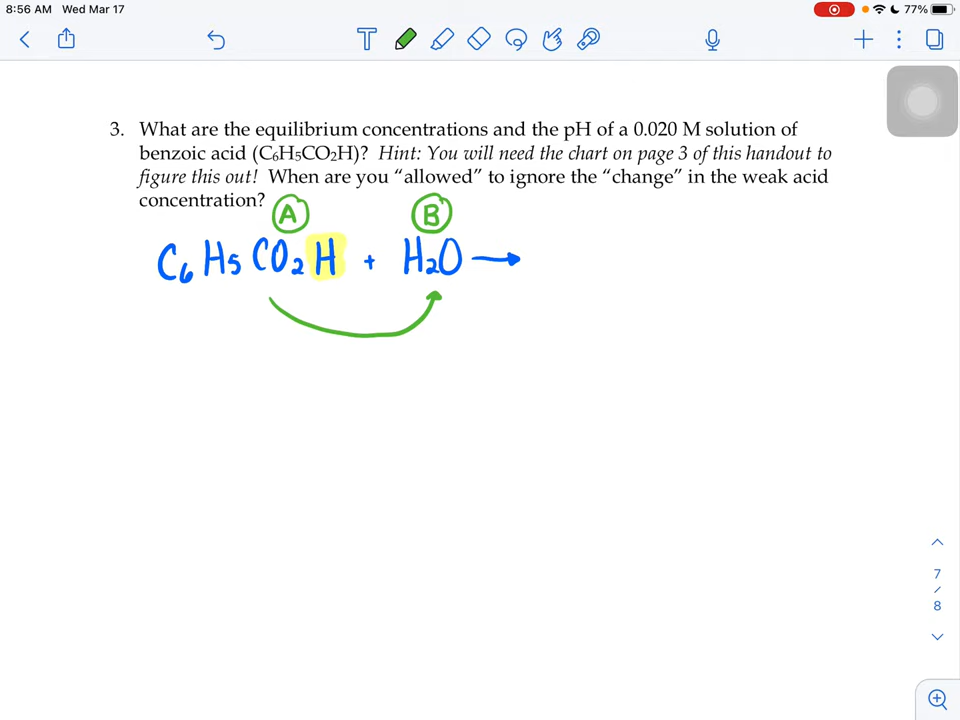 8:56 AM Wed Mar 17
77%
T
3. What are the equilibrium concentrations and the pH of a 0.020 M solution of
benzoic acid (C₆H₅CO₂H)? Hint: You will need the chart on page 3 of this handout to
figure this out! When are you “allowed” to ignore the “change” in the weak acid
concentration?
A B
C₆H₅CO₂H + H₂O →
7
/
8